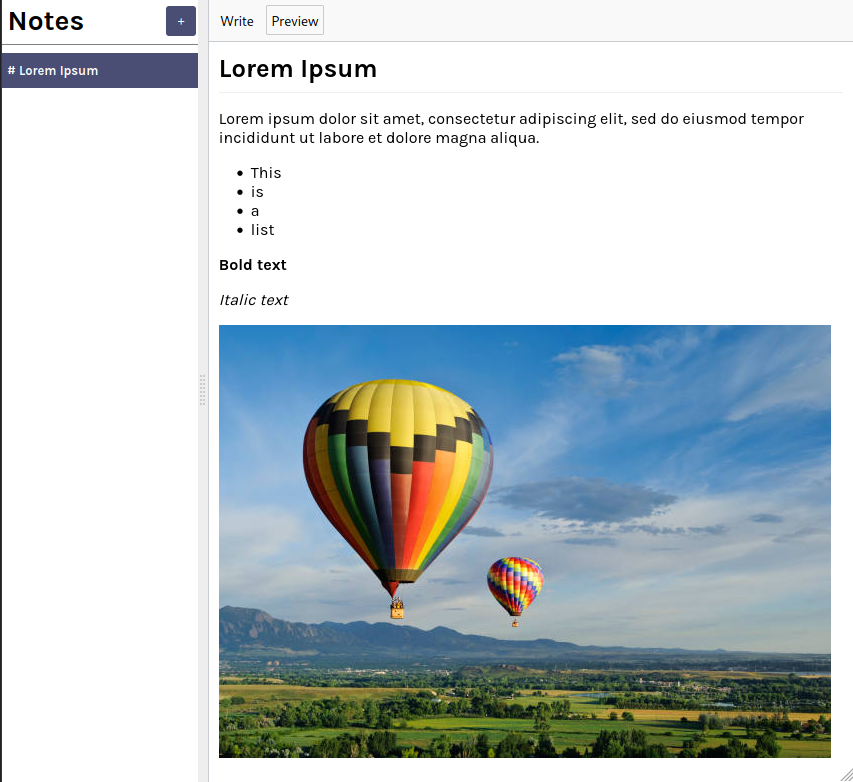 Notes
+
# Lorem Ipsum
Write Preview
Lorem Ipsum
Lorem ipsum dolor sit amet, consectetur adipiscing elit, sed do eiusmod tempor
incididunt ut labore et dolore magna aliqua.
• This
• is
• a
• list
Bold text
Italic text